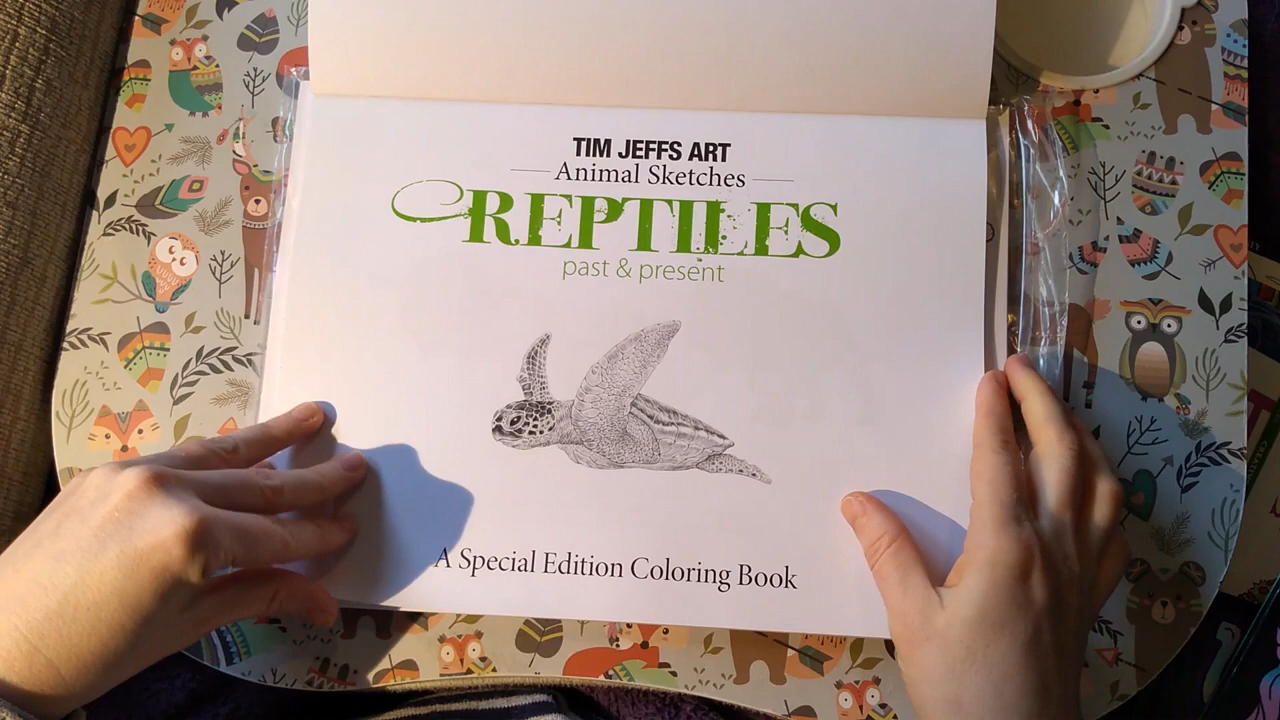 TIM JEFFS ART
Animal Sketches
REPTILES
past & present
A Special Edition Coloring Book